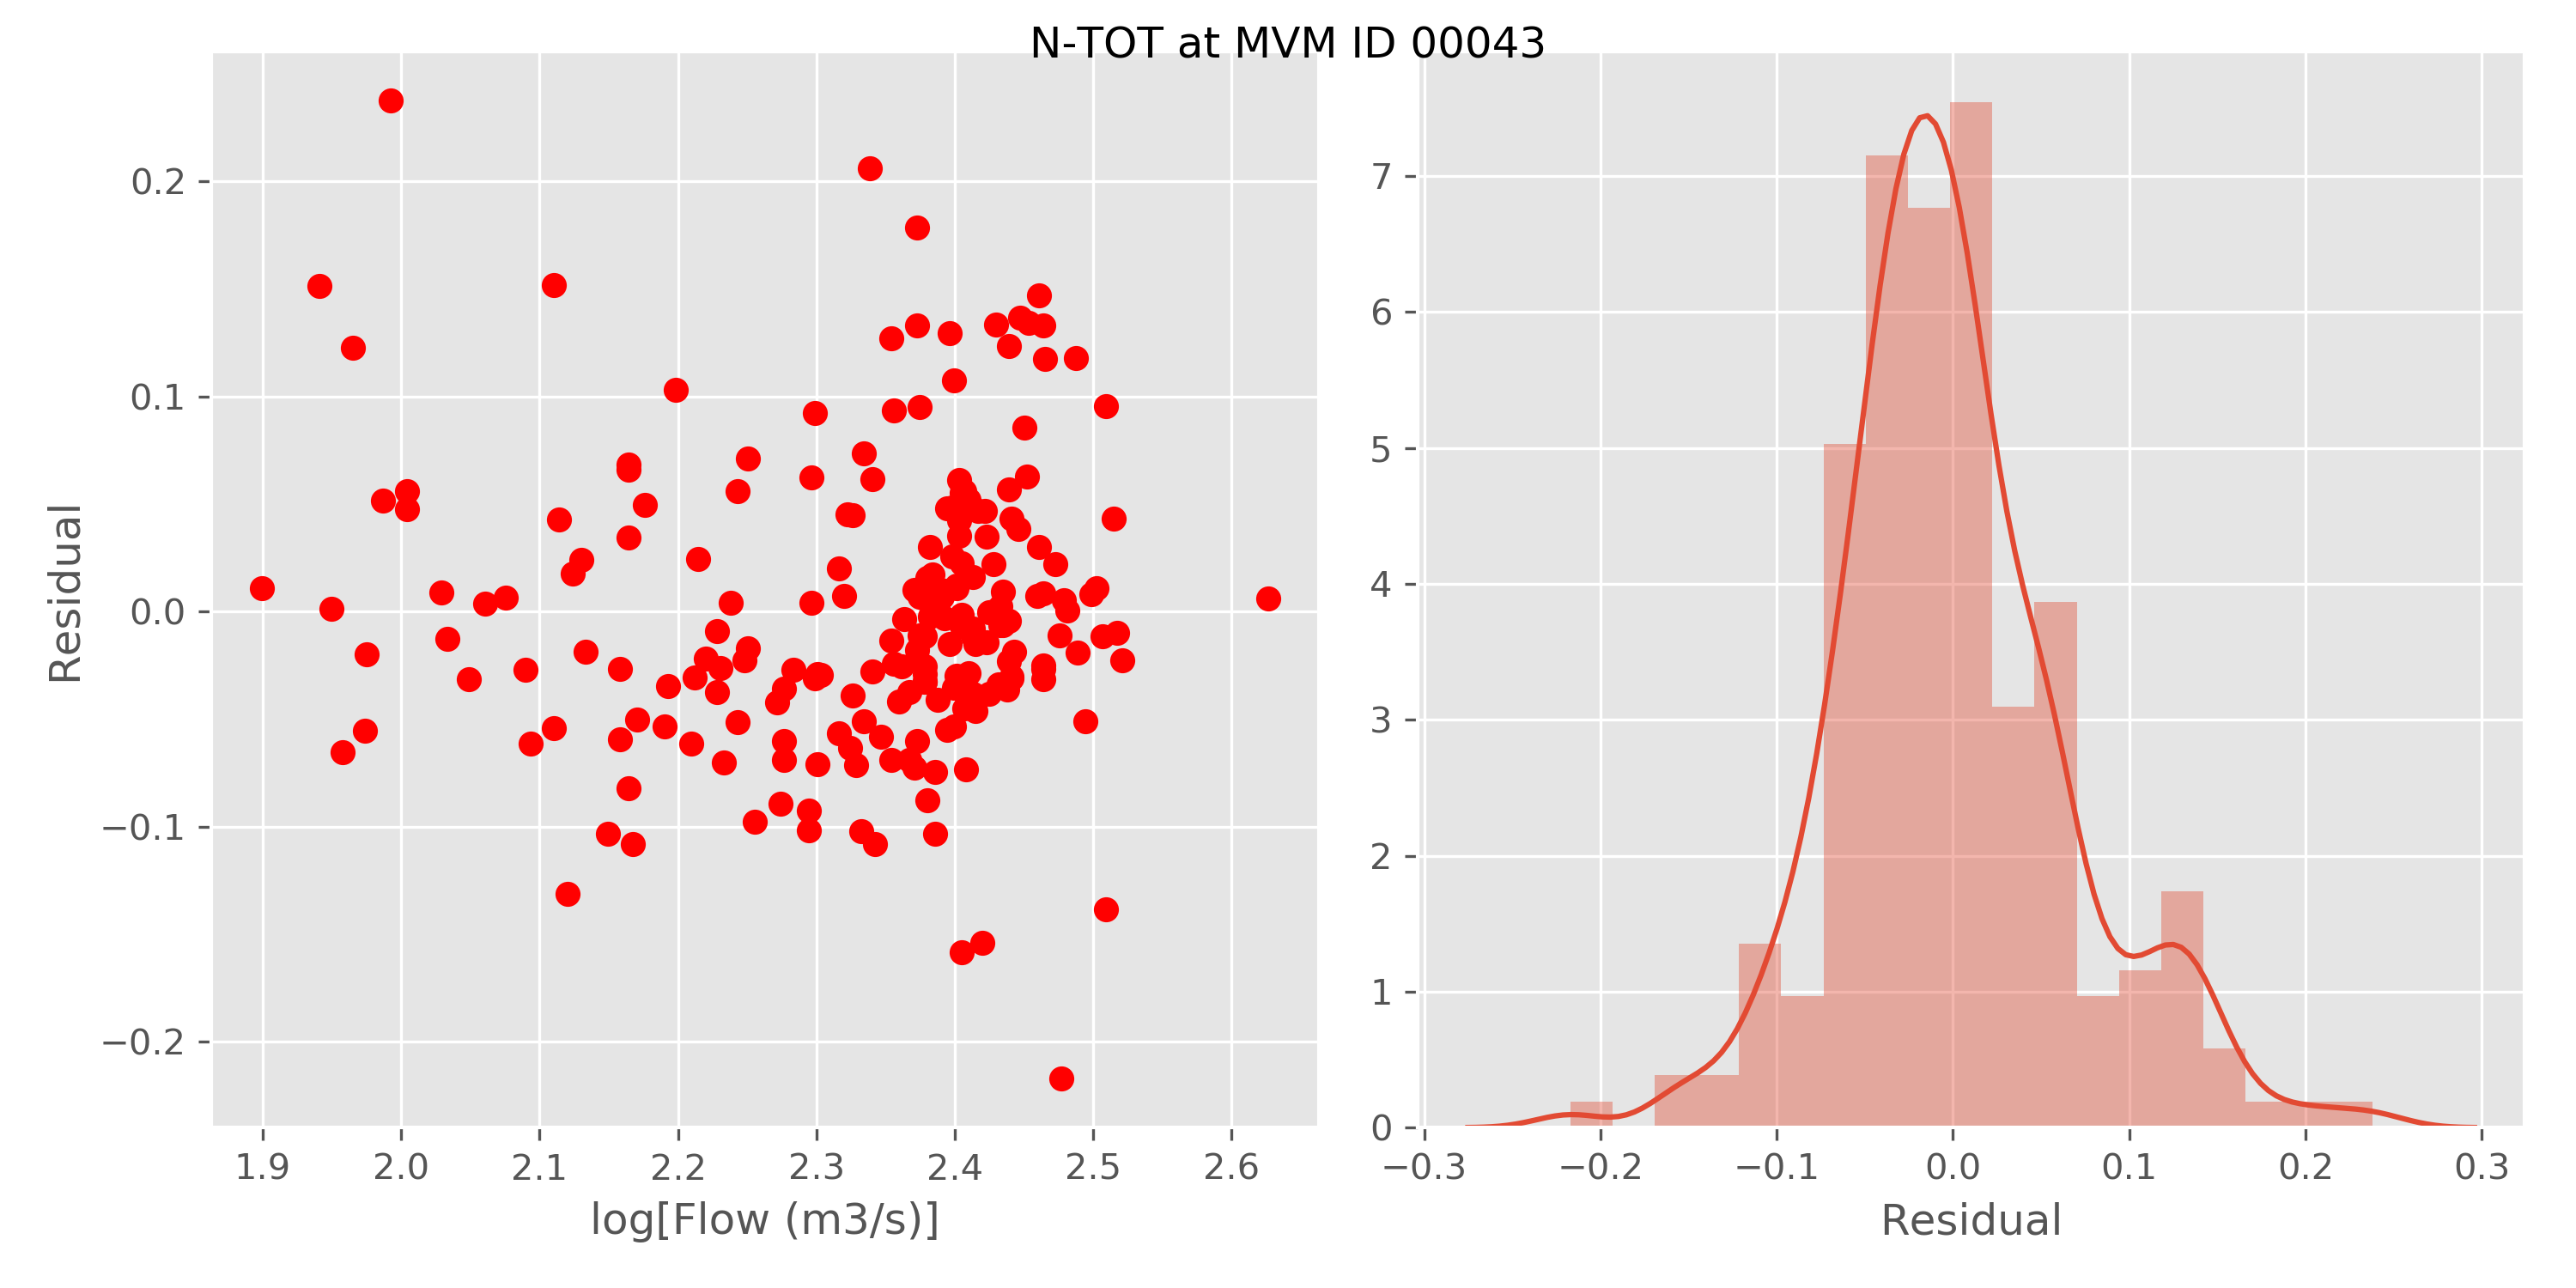 N-TOT at MVM ID 00043
Residual
0.2
0.1
0.0
−0.1
−0.2
1.9 2.0 2.1 2.2 2.3 2.4 2.5 2.6
log[Flow (m3/s)]
7
6
5
4
3
2
1
0
−0.3 −0.2 −0.1 0.0 0.1 0.2 0.3
Residual